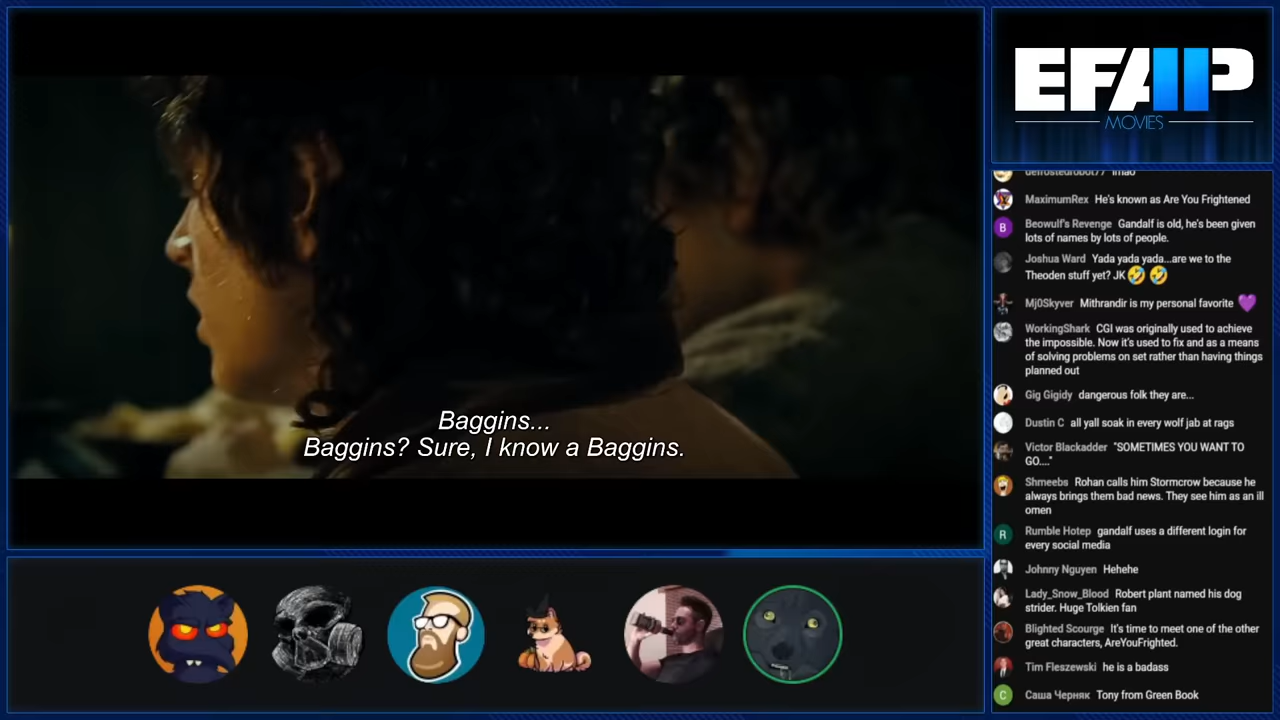 Baggins...
Baggins? Sure, I know a Baggins.
EFAP
MOVIES
defrostedrobot77 lmao
MaximumRex He's known as Are You Frightened
Beowulf's Revenge Gandalf is old, he's been given
lots of names by lots of people.
Joshua Ward Yada yada yada...are we to the
Theoden stuff yet? JK🤣 🤣
Mj0Skyver Mithrandir is my personal favorite 💜
WorkingShark CGI was originally used to achieve
the impossible. Now it's used to fix and as a means
of solving problems on set rather than having things
planned out
Gig Gigidy dangerous folk they are...
Dustin C all yall soak in every wolf jab at rags
Victor Blackadder "SOMETIMES YOU WANT TO
GO...."
Shmeebs Rohan calls him Stormcrow because he
always brings them bad news. They see him as an ill
omen
R
Rumble Hotep gandalf uses a different login for
every social media
Johnny Nguyen Hehehe
Lady_Snow_Blood Robert plant named his dog
strider. Huge Tolkien fan
Blighted Scourge It's time to meet one of the other
great characters, AreYouFrighted.
Tim Fleszewski he is a badass
C
Саша Черняк Tony from Green Book
B